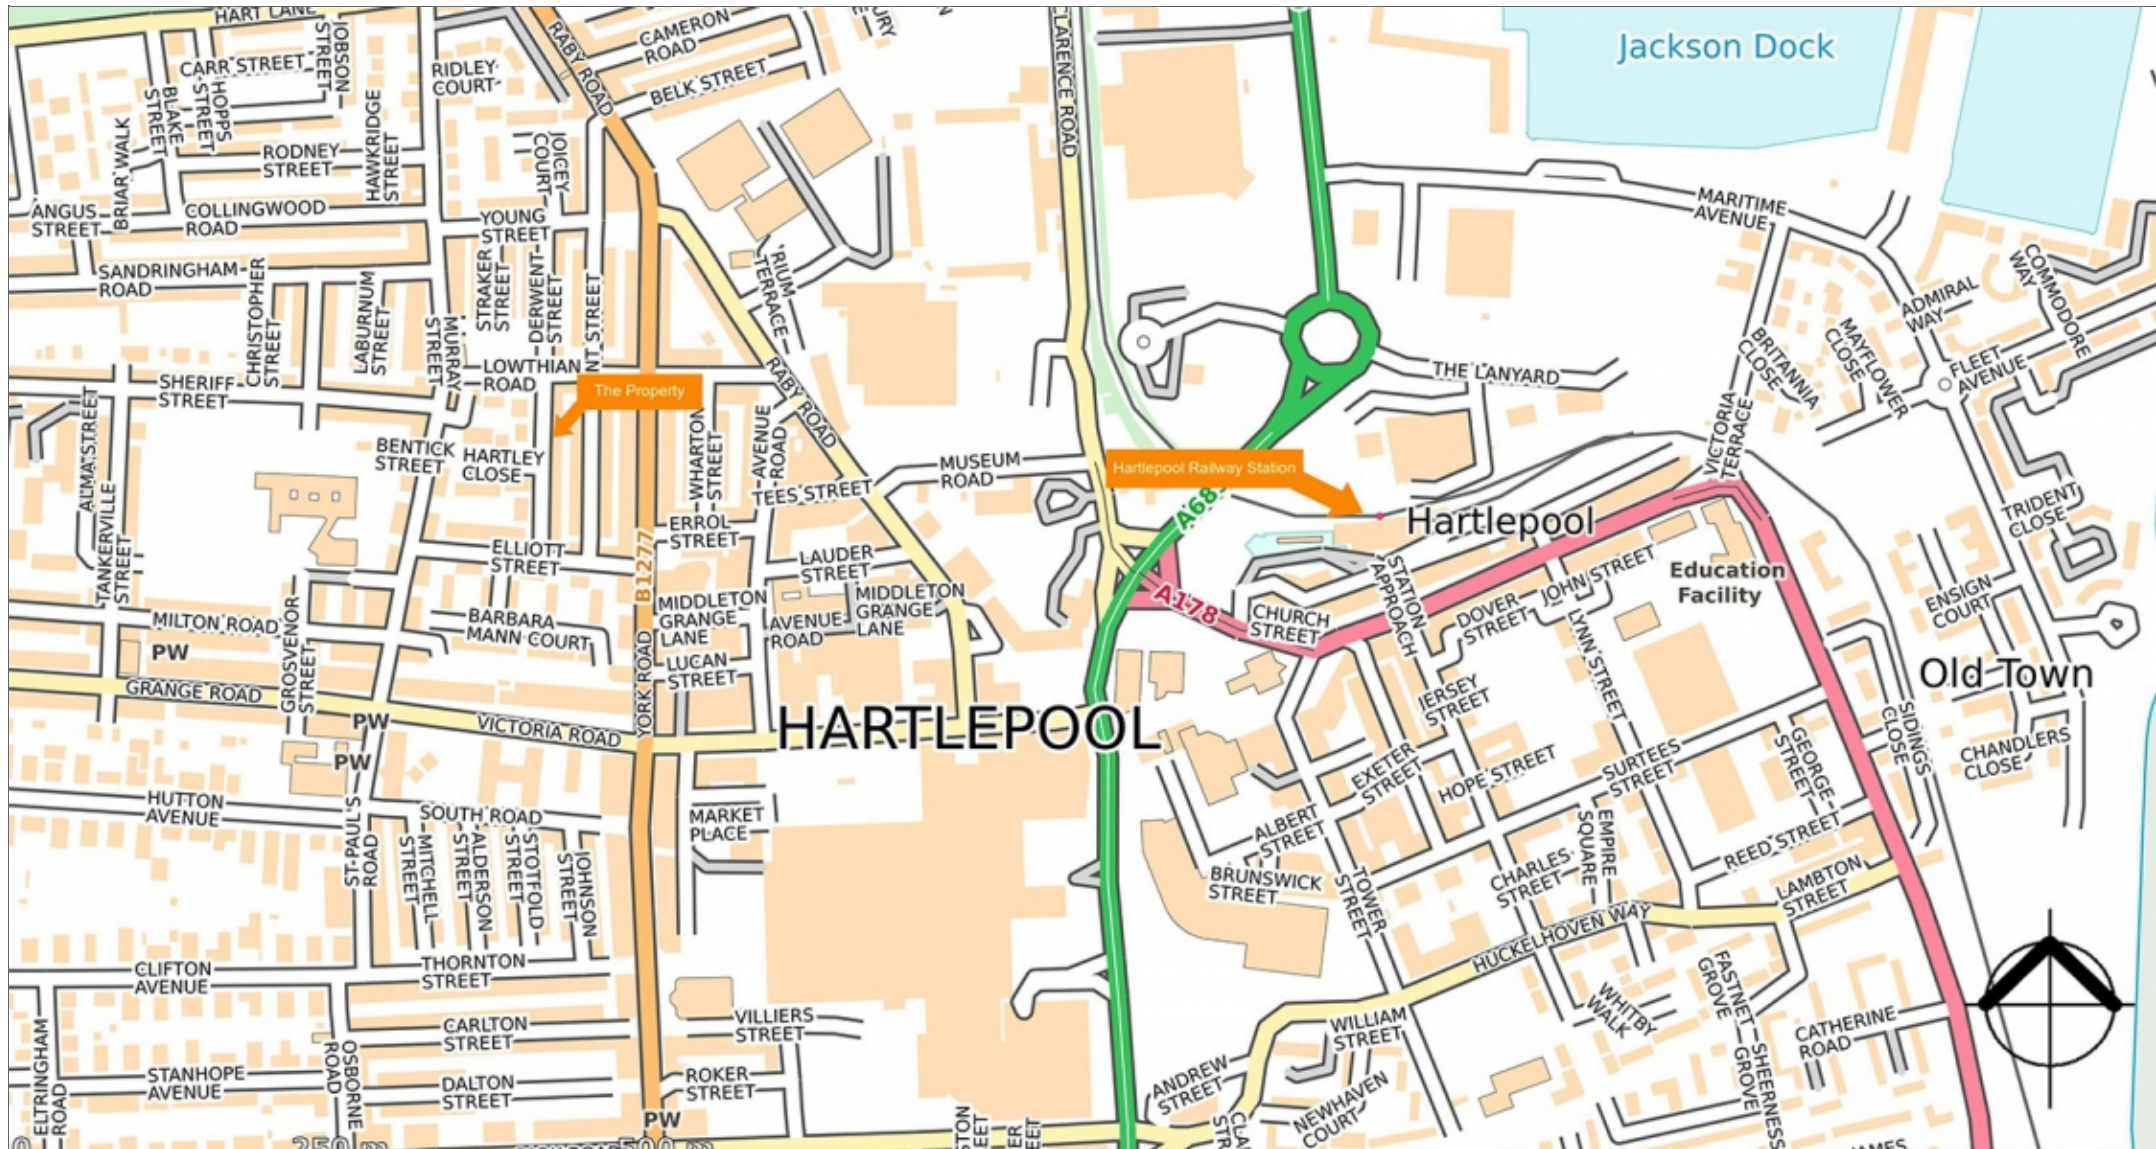 HART LANE
JOBSON
STREET
CARR STREET
HOPPS
STREET
BLAKE
STREET
BRIAR WALK
RODNEY
STREET
HAWKRIDGE
STREET
RIDLEY
COURT
RABY ROAD
CAMERON
ROAD
BELK STREET
JOICEY
COURT
CLARENCE ROAD
Jackson Dock
ANGUS
STREET
COLLINGWOOD
ROAD
YOUNG
STREET
MARITIME
AVENUE
SANDRINGHAM
ROAD
CHRISTOPHER
STREET
LABURNUM
STREET
MURRAY
STREET
STRAKER
STREET
DERWENT
STREET
NT STREET
RIUM
TERRACE
COMMODORE
WAY
ADMIRAL
WAY
MAYFLOWER
CLOSE
BRITANNIA
CLOSE
FLEET
AVENUE
THE LANYARD
VICTORIA
TERRACE
SHERIFF
STREET
LOWTHIAN
ROAD
The Property
RABY ROAD
ALMA STREET
BENTICK
STREET
HARTLEY
CLOSE
WHARTON
STREET
AVENUE
ROAD
TEES STREET
MUSEUM
ROAD
Hartlepool Railway Station
A68
Hartlepool
TRIDENT
CLOSE
TANKERVILLE
STREET
ERROL
STREET
ELLIOTT
STREET
B1277
LAUDER
STREET
MIDDLETON
GRANGE
LANE
AVENUE
ROAD
MIDDLETON
GRANGE
LANE
A178
CHURCH
STREET
STATION
APPROACH
DOVER
STREET
JOHN STREET
LYNN STREET
Education
Facility
ENSIGN
COURT
MILTON ROAD
PW
GROSVENOR
STREET
BARBARA
MANN COURT
LUCAN
STREET
YORK ROAD
Old Town
GRANGE ROAD
PW
VICTORIA ROAD
HARTLEPOOL
JERSEY
STREET
SIDINGS
CLOSE
CHANDLERS
CLOSE
PW
EXETER
STREET
HOPE STREET
SURTEES
STREET
GEORGE
STREET
HUTTON
AVENUE
ST PAUL'S
ROAD
SOUTH ROAD
MITCHELL
STREET
ALDERSON
STREET
STOTFOLD
STREET
JOHNSON
STREET
MARKET
PLACE
ALBERT
STREET
BRUNSWICK
STREET
TOWER
STREET
CHARLES
STREET
EMPIRE
SQUARE
REED STREET
LAMBTON
STREET
HUCKELHOVEN WAY
CLIFTON
AVENUE
THORNTON
STREET
FASTNET
GROVE
WHITBY
WALK
CARLTON
STREET
VILLIERS
STREET
WILLIAM
STREET
CATHERINE
ROAD
ELTRINGHAM
ROAD
STANHOPE
AVENUE
OSBORNE
ROAD
DALTON
STREET
ROKER
STREET
PW
ANDREW
STREET
NEWHAVEN
COURT
SHEERNESS
GROVE
0
250 m
500 m